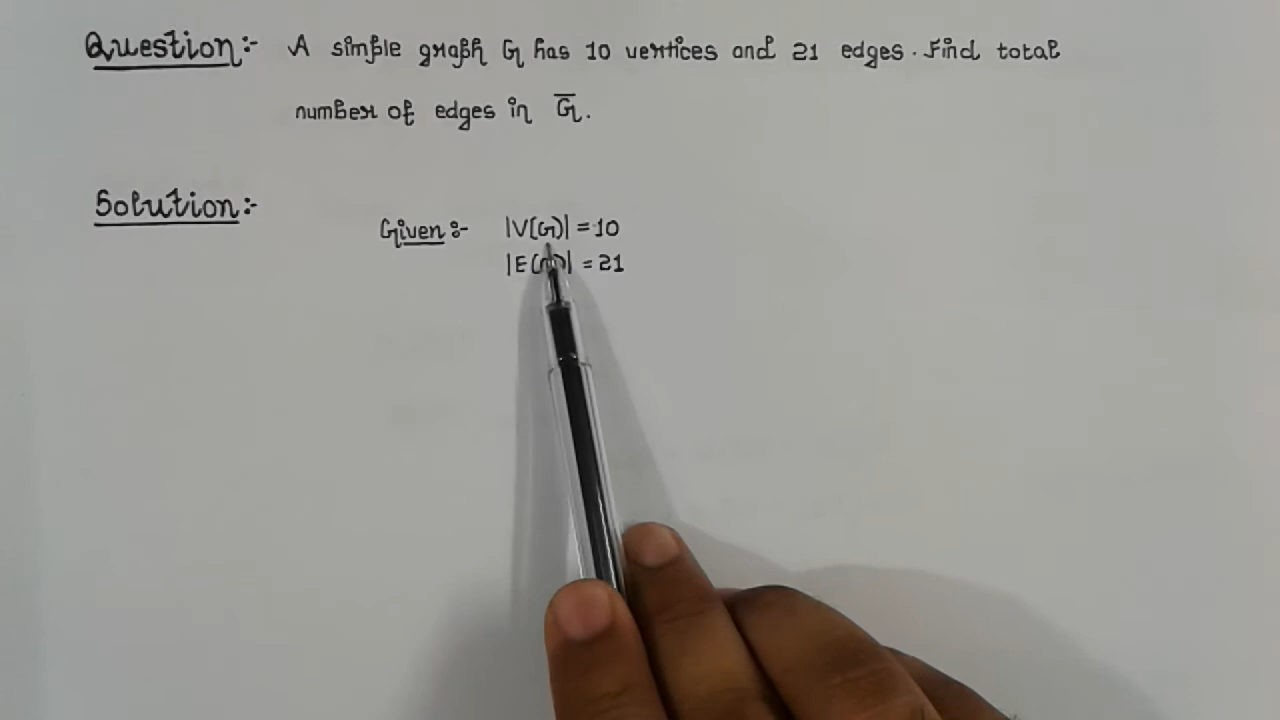 Question:- A simple graph G has 10 vertices and 21 edges. Find total
number of edges in G̅.
Solution:-
Given:- |V(G)| = 10
|E(G)| = 21